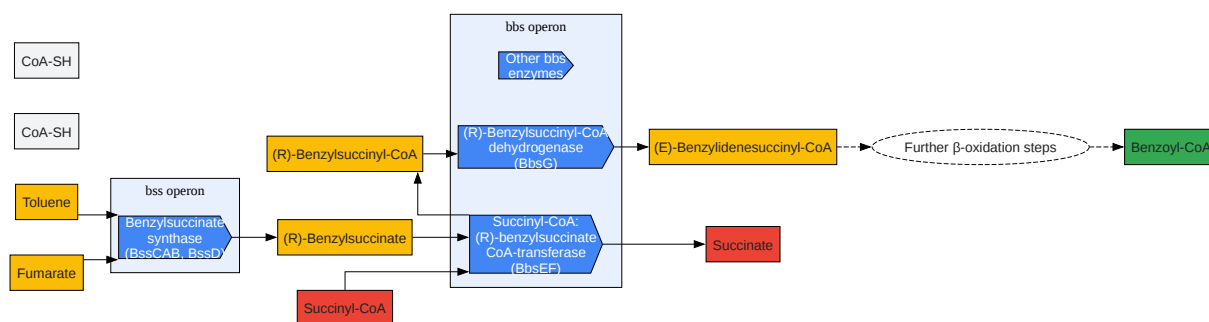 CoA-SH
CoA-SH
Toluene
Fumarate
bss operon
Benzylsuccinate
synthase
(BssCAB, BssD)
(R)-Benzylsuccinyl-CoA
(R)-Benzylsuccinate
Succinyl-CoA
bbs operon
Other bbs
enzymes
(R)-Benzylsuccinyl-CoA
dehydrogenase
(BbsG)
Succinyl-CoA:
(R)-benzylsuccinate
CoA-transferase
(BbsEF)
(E)-Benzylidenesuccinyl-CoA
Succinate
Further β-oxidation steps
Benzoyl-CoA